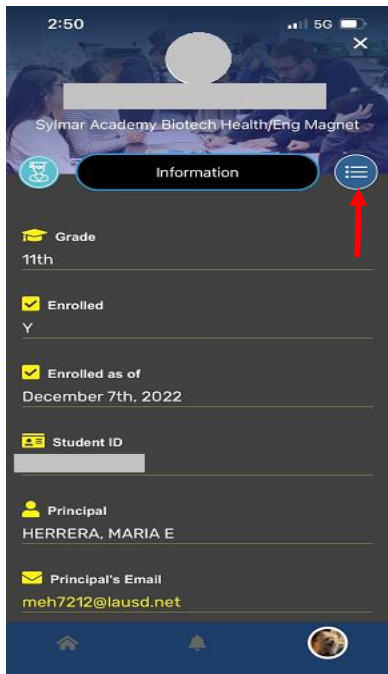 2:50
5G
Sylmar Academy Biotech Health/Eng Magnet
Information
Grade
11th
Enrolled
Y
Enrolled as of
December 7th, 2022
Student ID
Principal
HERRERA, MARIA E
Principal's Email
meh7212@lausd.net